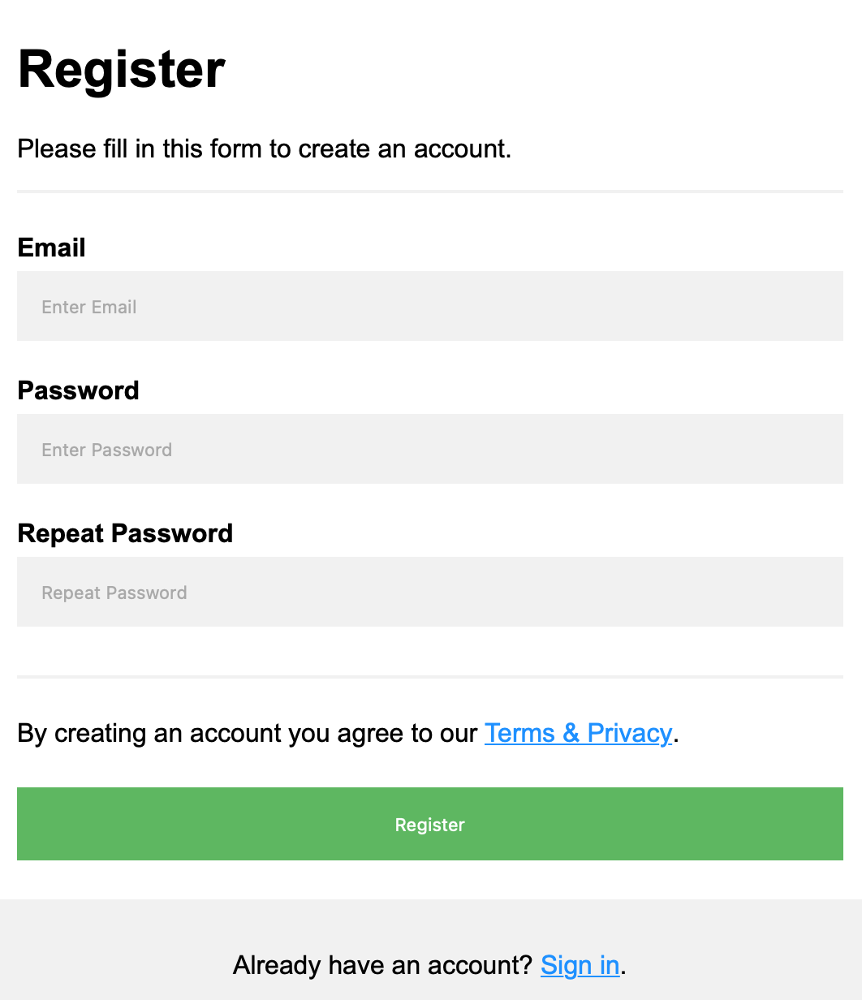 Register
Please fill in this form to create an account.
Email
Enter Email
Password
Enter Password
Repeat Password
Repeat Password
By creating an account you agree to our Terms & Privacy.
Register
Already have an account? Sign in.